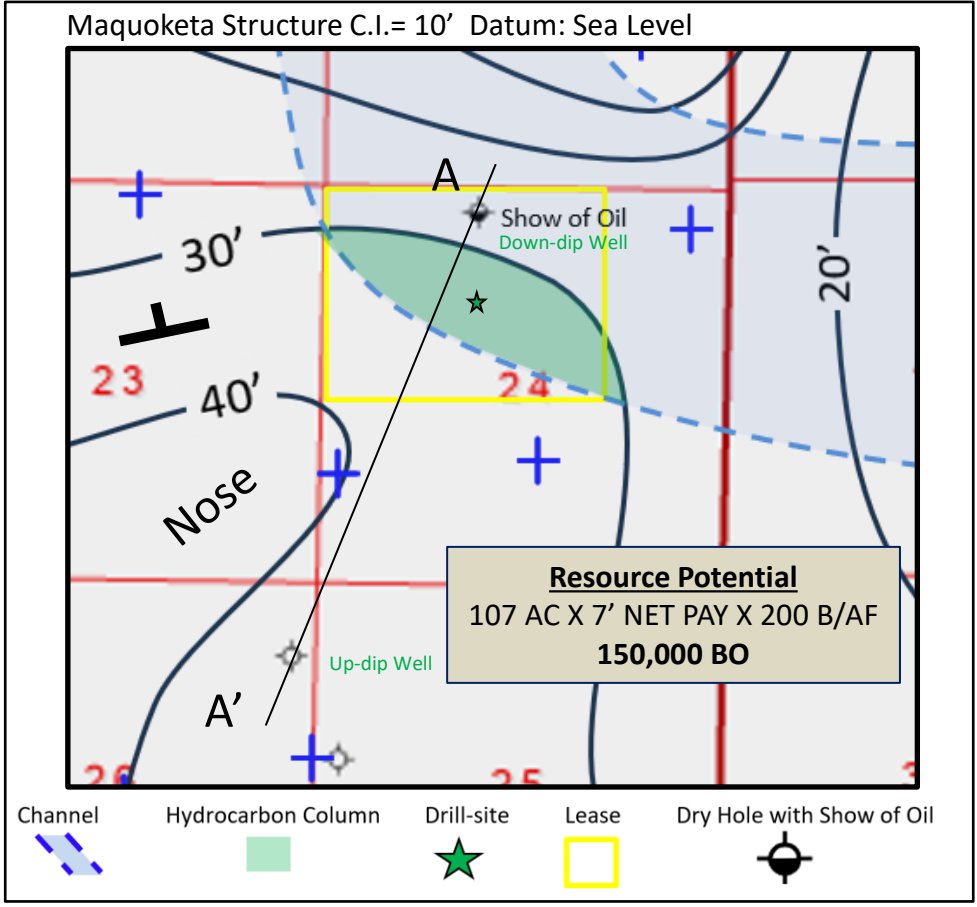 Maquoketa Structure C.I.= 10’ Datum: Sea Level
A
Show of Oil
Down-dip Well
30’
20’
23
24
40’
Nose
Resource Potential
107 AC X 7’ NET PAY X 200 B/AF
150,000 BO
Up-dip Well
A’
26
25
Channel
Hydrocarbon Column
Drill-site
Lease
Dry Hole with Show of Oil